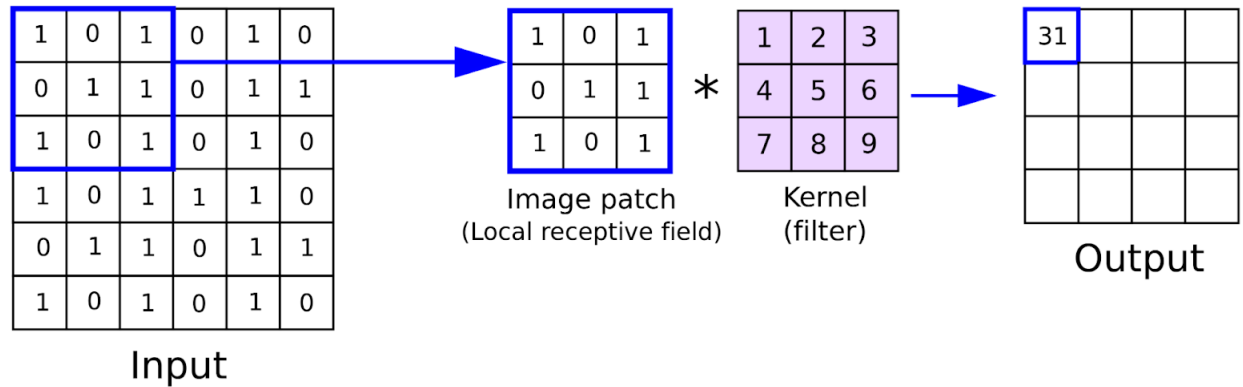 1 0 1 0 1 0
0 1 1 0 1 1
1 0 1 0 1 0
1 0 1 1 1 0
0 1 1 0 1 1
1 0 1 0 1 0
Input
1 0 1
0 1 1
1 0 1
Image patch
(Local receptive field)
*
1 2 3
4 5 6
7 8 9
Kernel
(filter)
31
Output